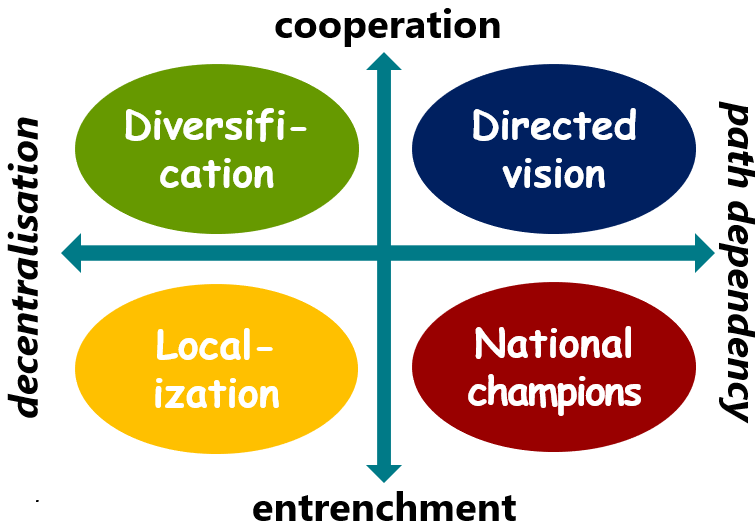 cooperation
Diversifi-
cation
Directed
vision
decentralisation
path dependency
Local-
ization
National
champions
entrenchment